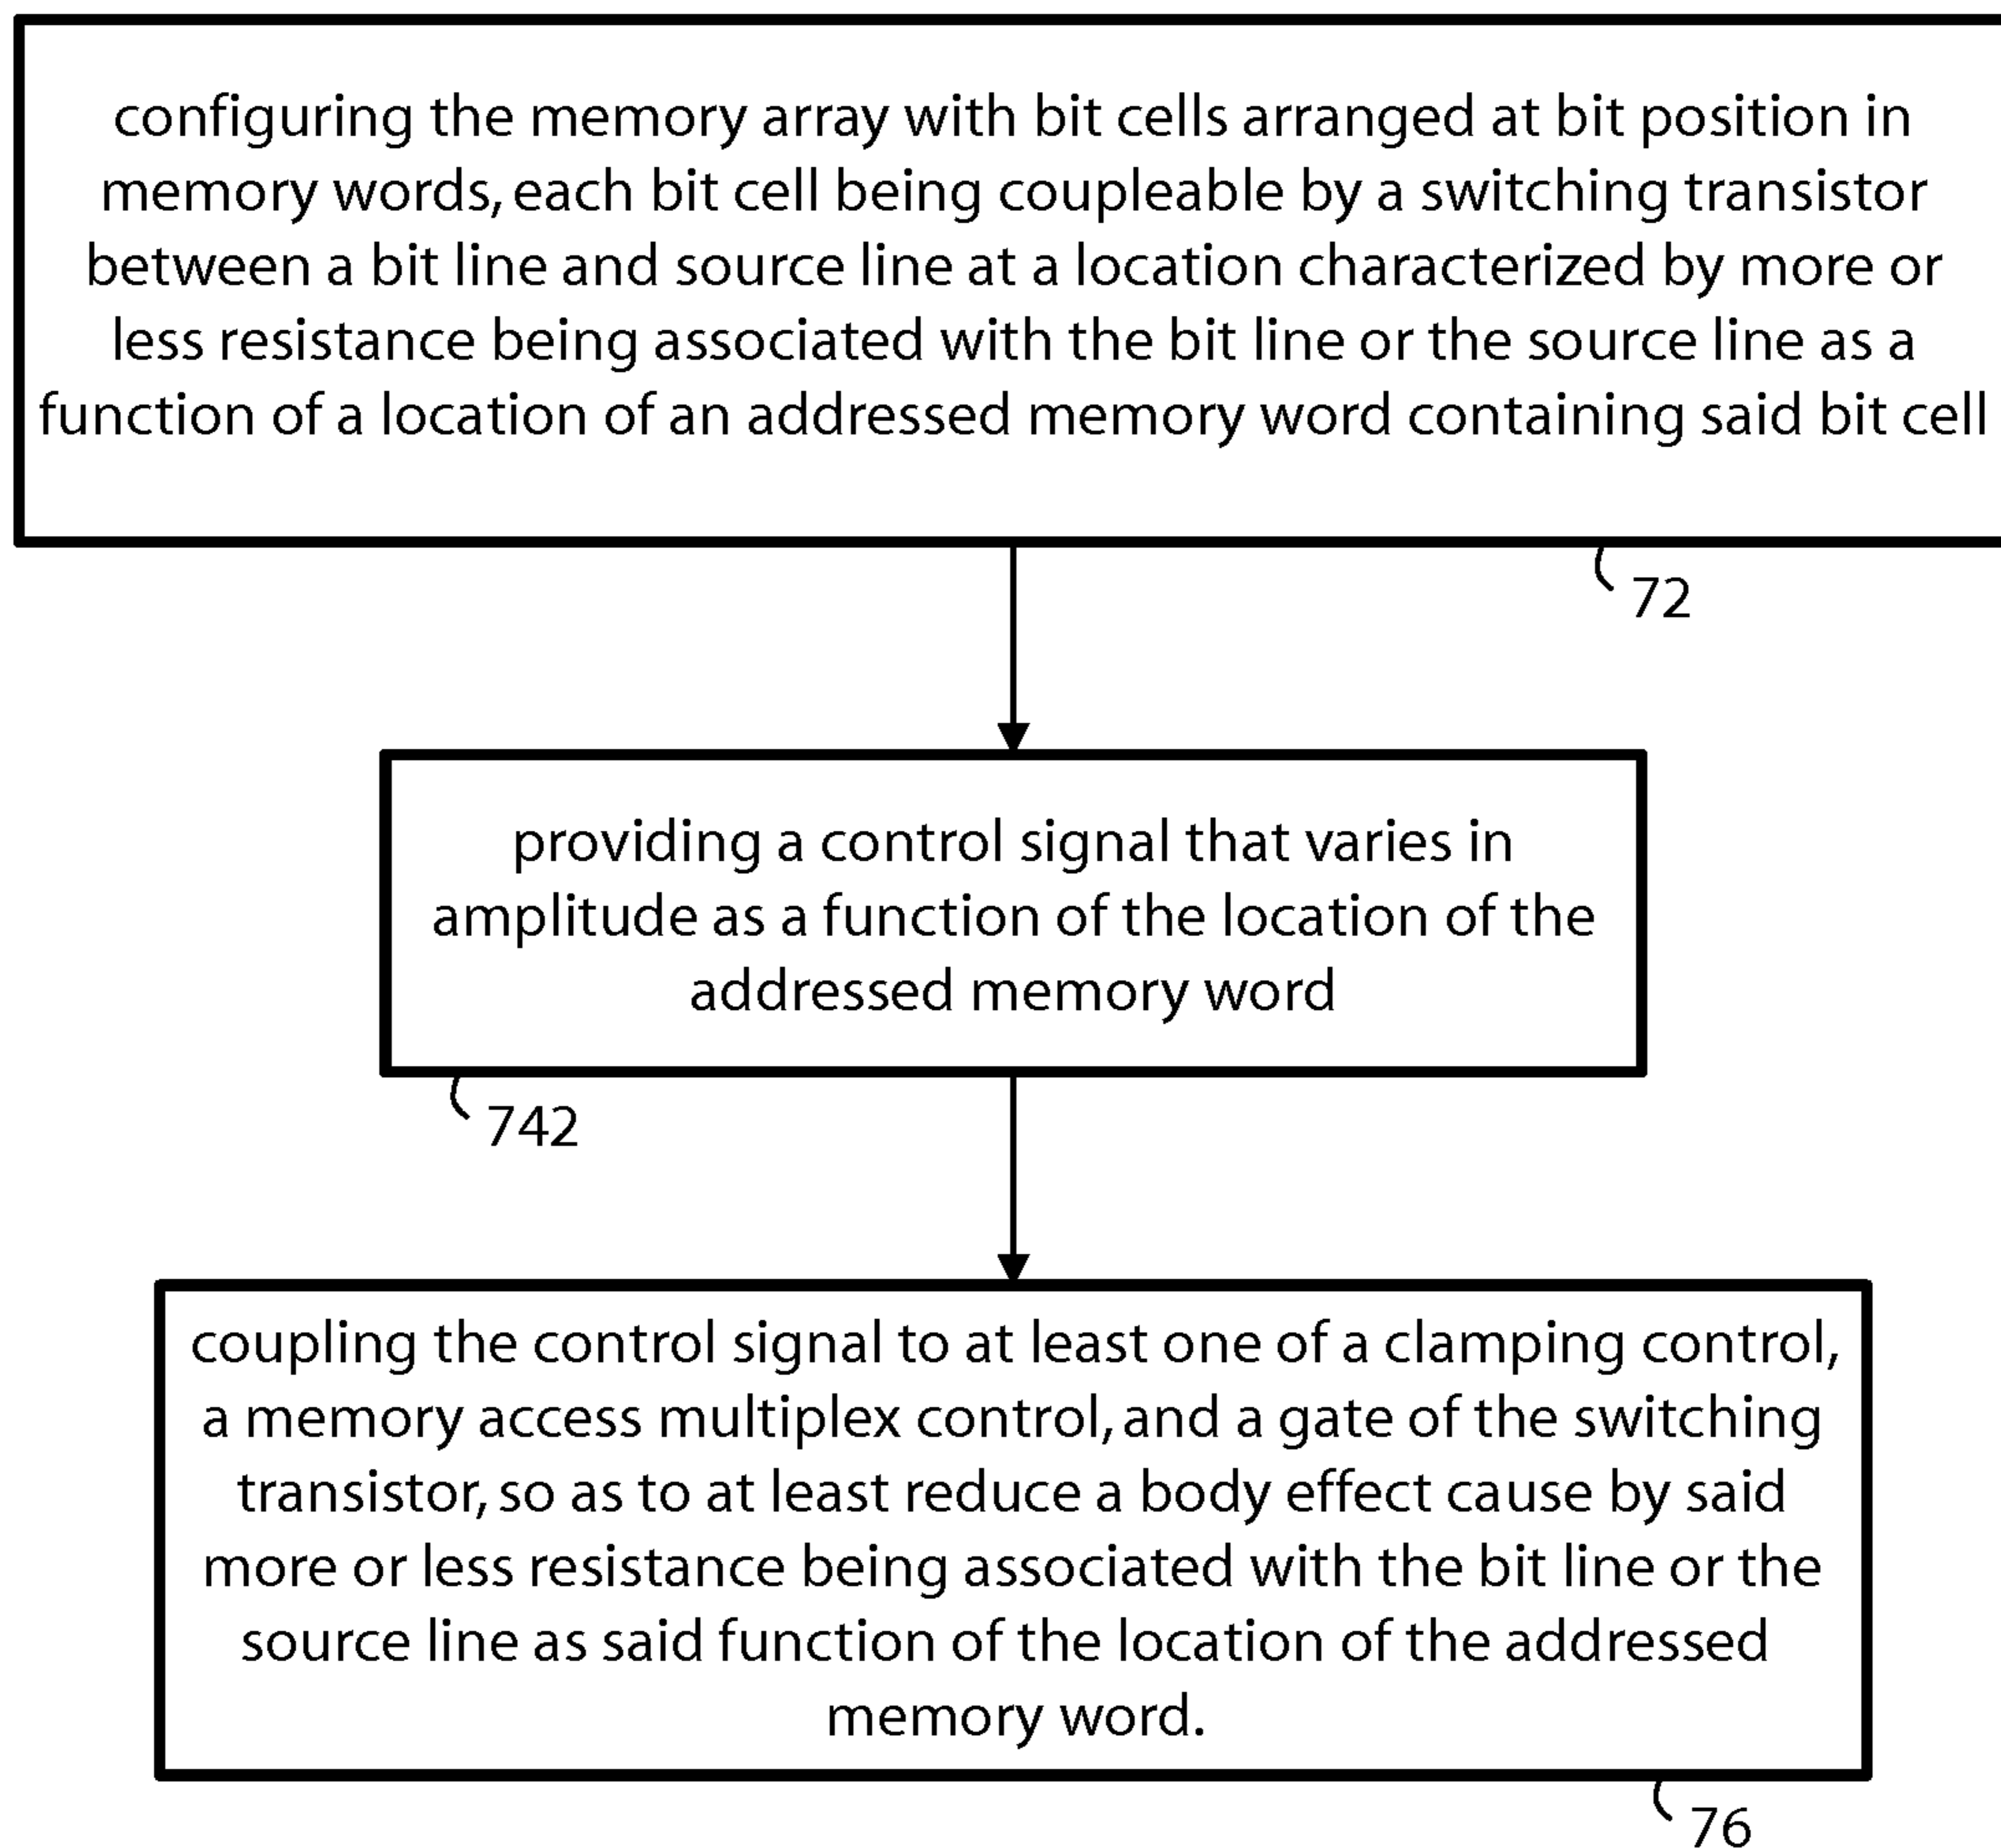 configuring the memory array with bit cells arranged at bit position in
memory words, each bit cell being coupleable by a switching transistor
between a bit line and source line at a location characterized by more or
less resistance being associated with the bit line or the source line as a
function of a location of an addressed memory word containing said bit cell
72
providing a control signal that varies in
amplitude as a function of the location of the
addressed memory word
742
coupling the control signal to at least one of a clamping control,
a memory access multiplex control, and a gate of the switching
transistor, so as to at least reduce a body effect cause by said
more or less resistance being associated with the bit line or the
source line as said function of the location of the addressed
memory word.
76